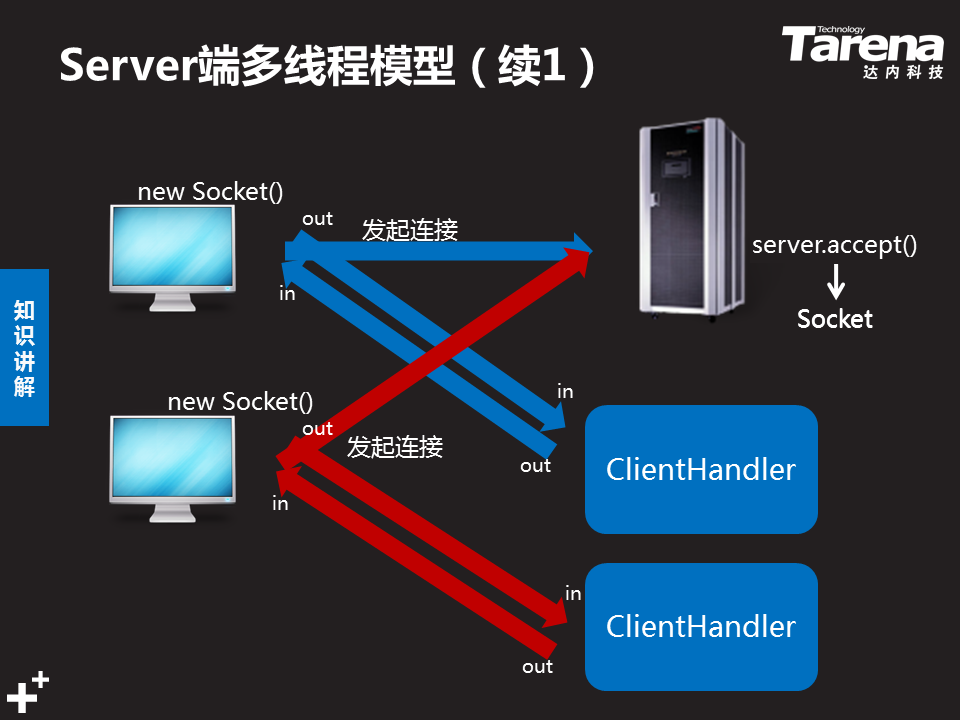 Server端多线程模型（续1）
Technology
Tarena
达内科技
new Socket()
out
发起连接
server.accept()
in
Socket
知识讲解
new Socket()
in
out
发起连接
out
ClientHandler
in
in
ClientHandler
out